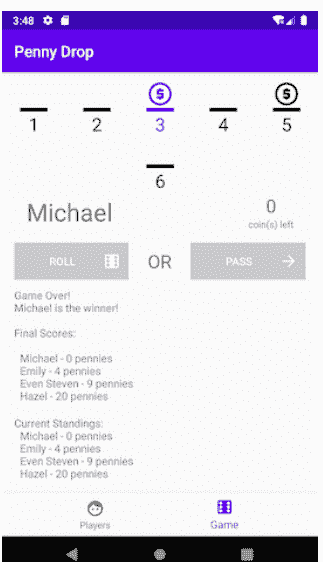 3:48
Penny Drop
1 2 3 4 5
6
Michael 0
coin(s) left
ROLL OR PASS
Game Over!
Michael is the winner!
Final Scores:
Michael - 0 pennies
Emily - 4 pennies
Even Steven - 9 pennies
Hazel - 20 pennies
Current Standings:
Michael - 0 pennies
Emily - 4 pennies
Even Steven - 9 pennies
Hazel - 20 pennies
Players Game